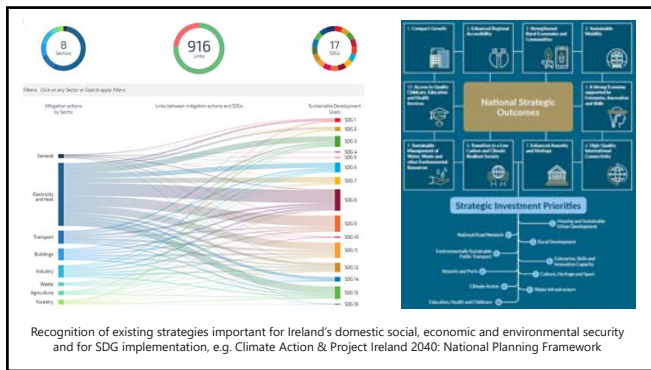 8
Sectors
916
Links
17
SDGs
Filters: Click on any Sector or Goal to apply filters
Mitigation actions
by Sector
Links between mitigation actions and SDGs
Sustainable Development
Goals
General
Electricity
and heat
Transport
Buildings
Industry
Waste
Agriculture
Forestry
SDG 1
SDG 2
SDG 3
SDG 4
SDG 5
SDG 6
SDG 7
SDG 8
SDG 9
SDG 10
SDG 11
SDG 12
SDG 14
SDG 15
SDG 16
1. Compact Growth
2. Enhanced Regional
Accessibility
3. Strengthened
Rural Economies and
Communities
4. Sustainable
Mobility
10. Access to Quality
Childcare, Education
and Health
Services
National Strategic
Outcomes
5. A Strong Economy
supported by
Enterprise, Innovation
and Skills
9. Sustainable
Management of
Water, Waste and
other Environmental
Resources
8. Transition to a Low
Carbon and Climate
Resilient Society
7. Enhanced Amenity
and Heritage
6. High-Quality
International
Connectivity
Strategic Investment Priorities
Housing and Sustainable
Urban Development
National Road Network
Rural Development
Environmentally Sustainable
Public Transport
Enterprise, Skills and
Innovation Capacity
Airports and Ports
Culture, Heritage and Sport
Climate Action
Water Infrastructure
Education, Health and Childcare
Recognition of existing strategies important for Ireland's domestic social, economic and environmental security
and for SDG implementation, e.g. Climate Action & Project Ireland 2040: National Planning Framework